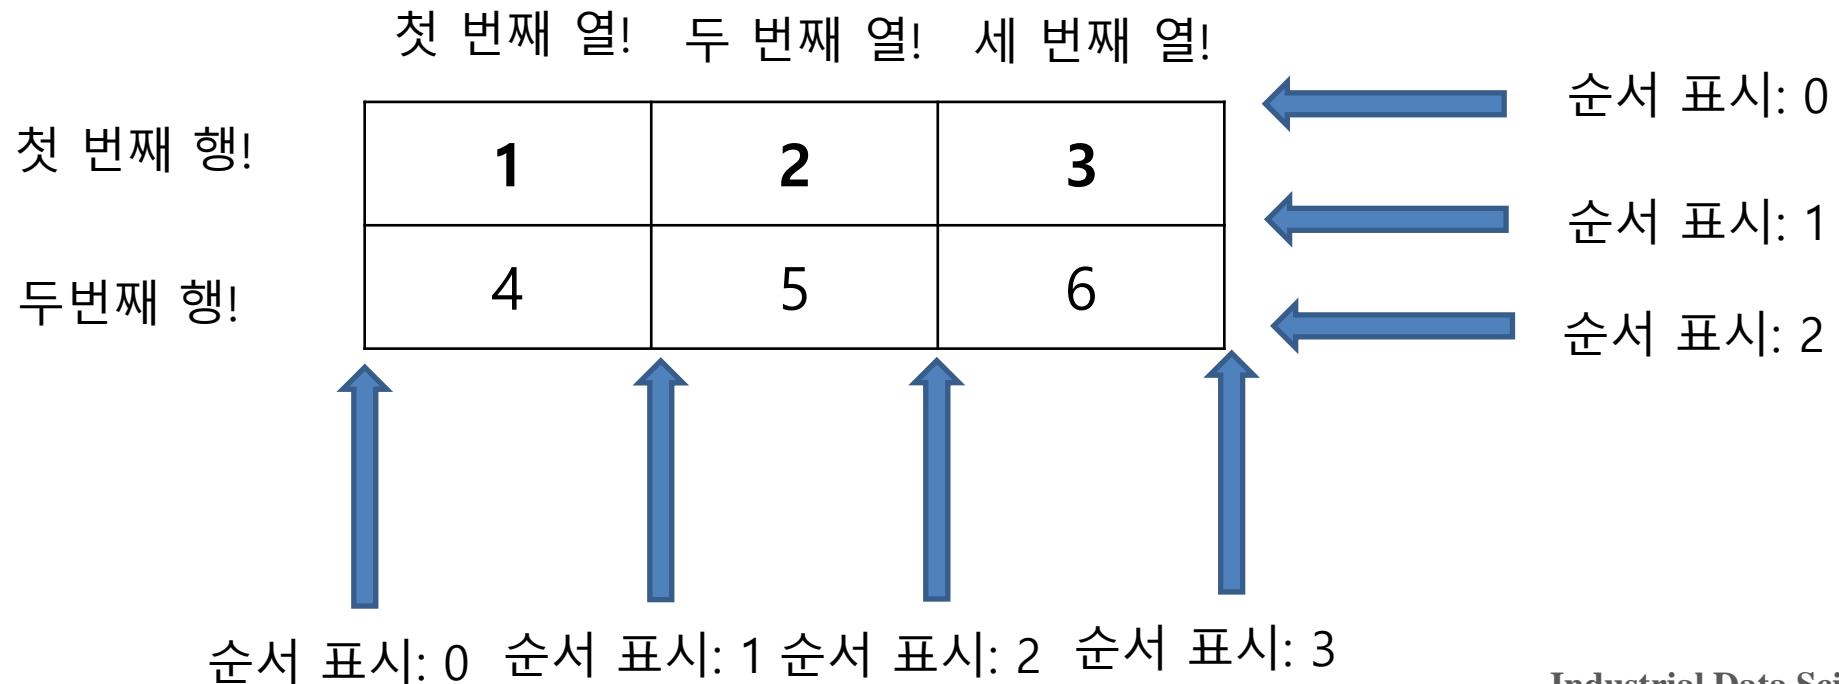 첫 번째 열! 두 번째 열! 세 번째 열!
순서 표시: 0
첫 번째 행! 1 2 3
순서 표시: 1
두번째 행! 4 5 6
순서 표시: 2
순서 표시: 0 순서 표시: 1 순서 표시: 2 순서 표시: 3
Industrial Data Sci